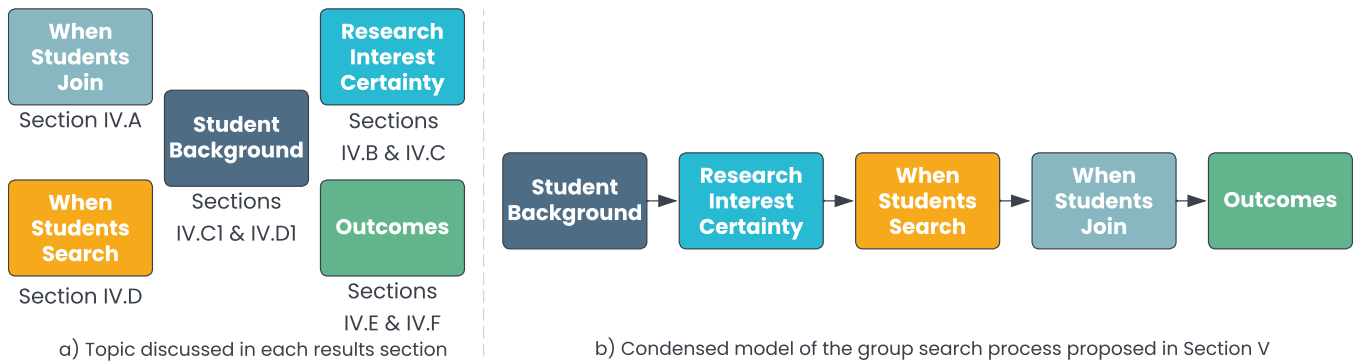 When
Students
Join
Section IV.A
Student
Background
Sections
IV.C1 & IV.D1
Research
Interest
Certainty
Sections
IV.B & IV.C
When
Students
Search
Section IV.D
Outcomes
Sections
IV.E & IV.F
a) Topic discussed in each results section
Student
Background
Research
Interest
Certainty
When
Students
Search
When
Students
Join
Outcomes
b) Condensed model of the group search process proposed in Section V